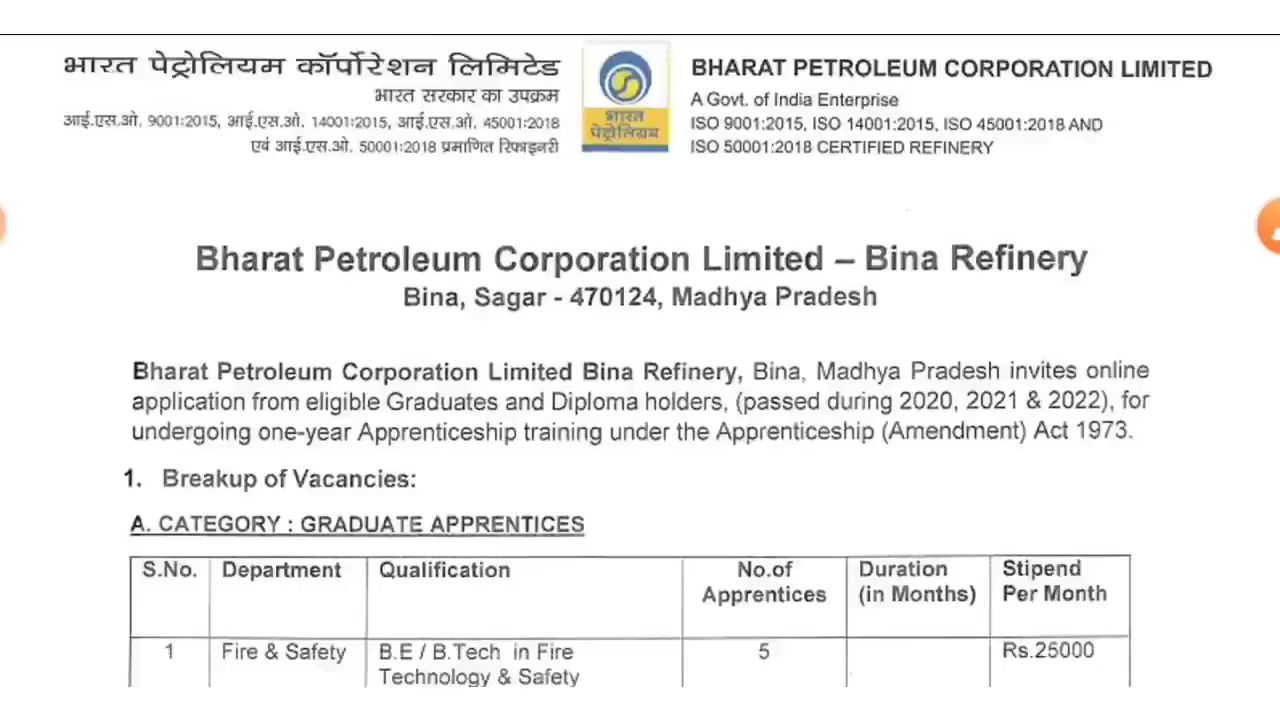 भारत पेट्रोलियम कॉर्पोरेशन लिमिटेड
भारत सरकार का उपक्रम
आई.एस.ओ. 9001:2015, आई.एस.ओ. 14001:2015, आई.एस.ओ. 45001:2018
एवं आई.एस.ओ. 50001:2018 प्रमाणित रिफाइनरी
भारत
पेट्रोलियम
BHARAT PETROLEUM CORPORATION LIMITED
A Govt. of India Enterprise
ISO 9001:2015, ISO 14001:2015, ISO 45001:2018 AND
ISO 50001:2018 CERTIFIED REFINERY
Bharat Petroleum Corporation Limited – Bina Refinery
Bina, Sagar - 470124, Madhya Pradesh
Bharat Petroleum Corporation Limited Bina Refinery, Bina, Madhya Pradesh invites online
application from eligible Graduates and Diploma holders, (passed during 2020, 2021 & 2022), for
undergoing one-year Apprenticeship training under the Apprenticeship (Amendment) Act 1973.
1. Breakup of Vacancies:
A. CATEGORY : GRADUATE APPRENTICES
S.No. Department Qualification No.of Apprentices Duration (in Months) Stipend Per Month
1 Fire & Safety B.E / B.Tech in Fire 5 Rs.25000
Technology & Safety